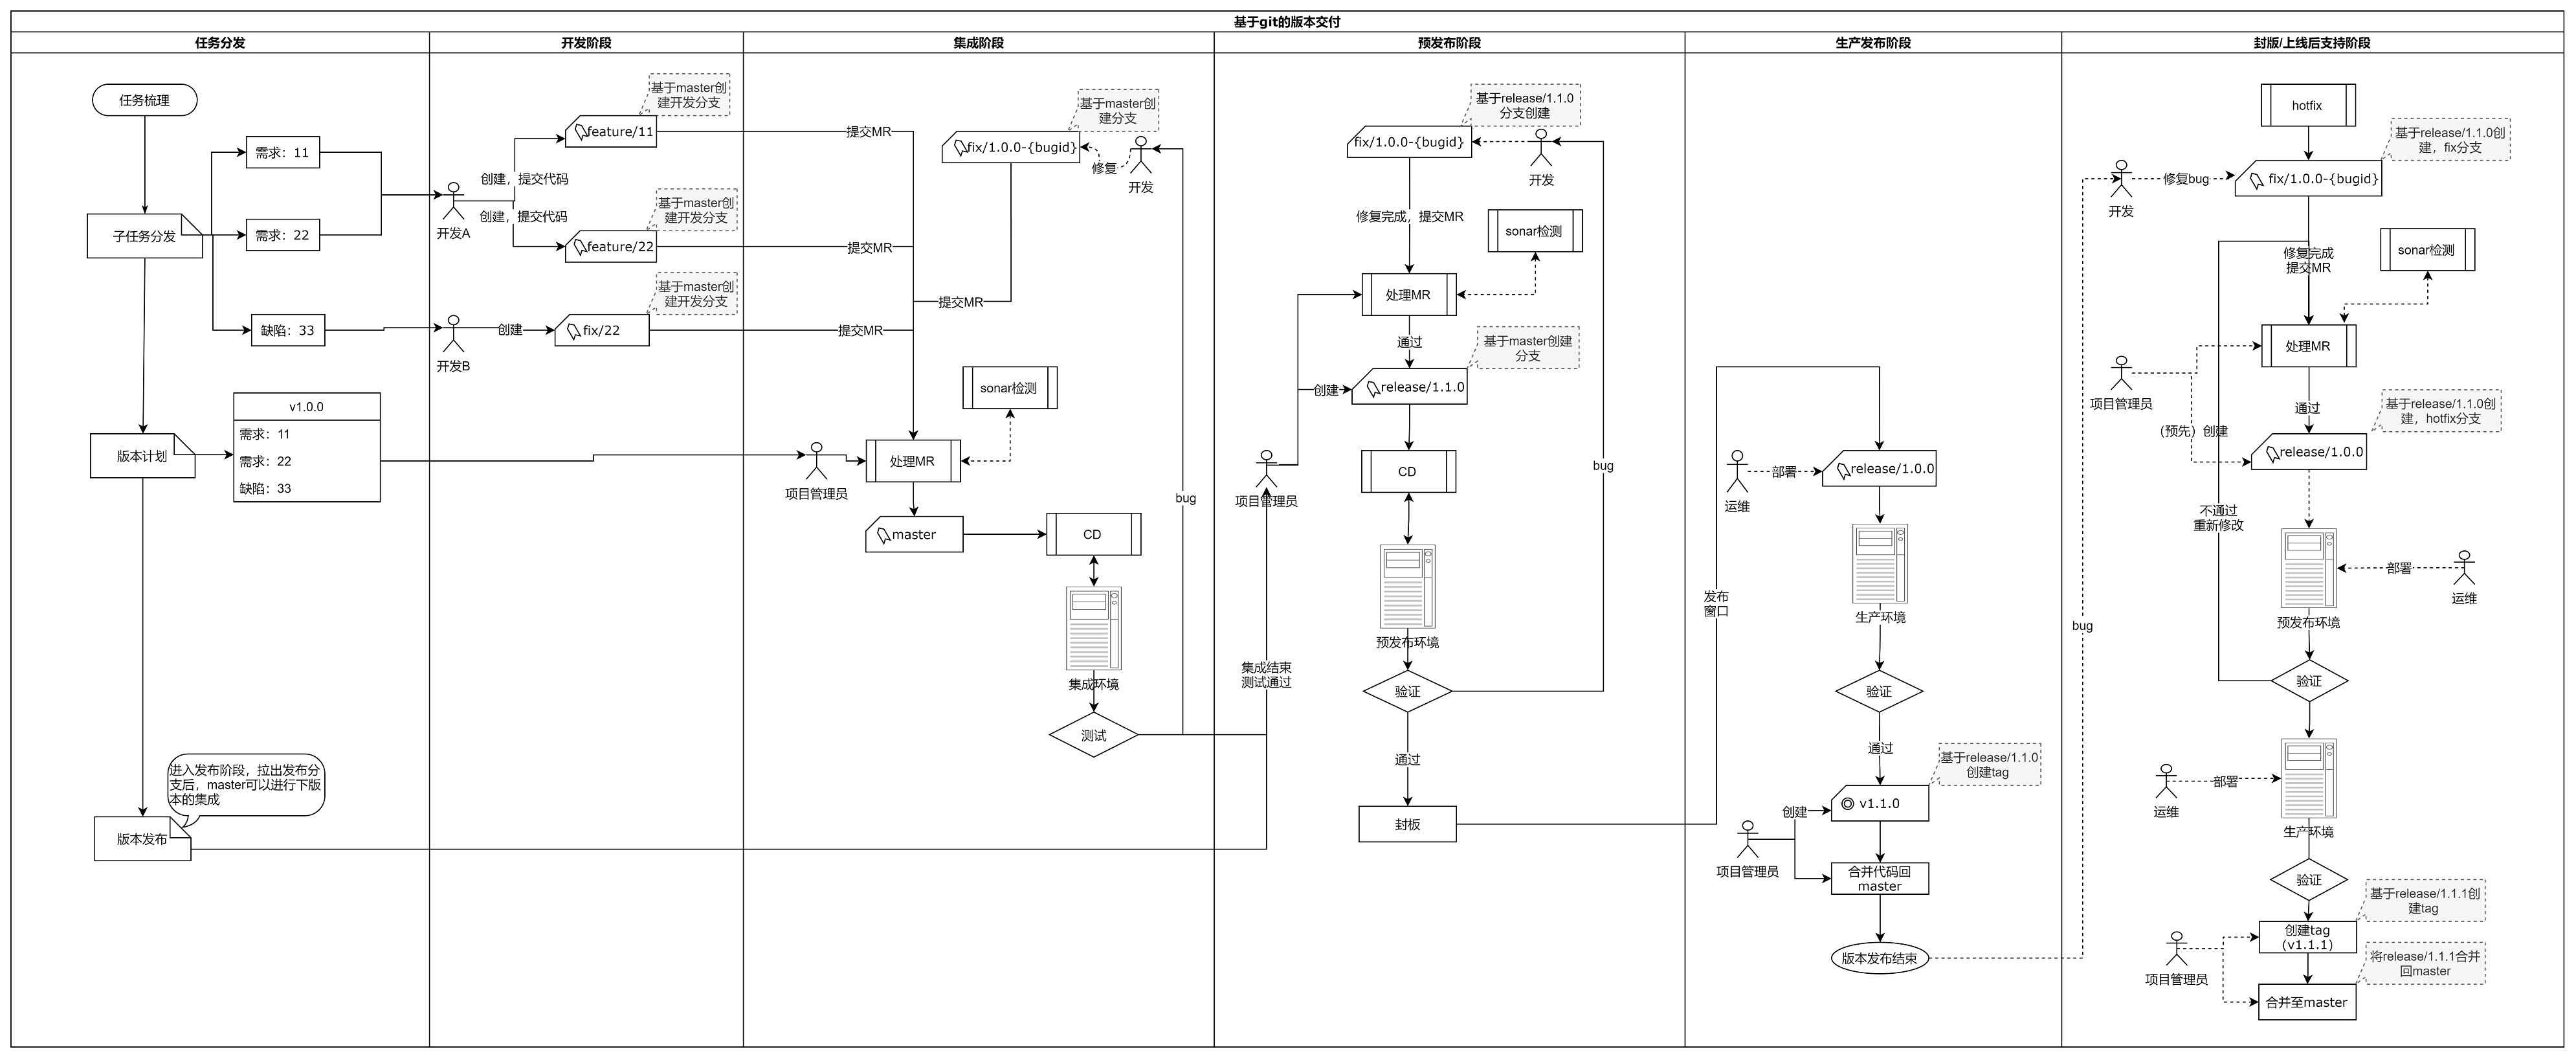 基于git的版本交付
任务分发
开发阶段
集成阶段
预发布阶段
生产发布阶段
封版/上线后支持阶段
任务梳理
子任务分发
需求：11
需求：22
缺陷：33
版本计划
v1.0.0
需求：11
需求：22
缺陷：33
进入发布阶段，拉出发布分
支后，master可以进行下版
本的集成
版本发布
开发A
创建，提交代码
创建，提交代码
基于master创
建开发分支
feature/11
基于master创
建开发分支
feature/22
基于master创
建开发分支
开发B
创建
fix/22
提交MR
提交MR
提交MR
提交MR
基于master创
建分支
fix/1.0.0-{bugid}
修复
开发
sonar检测
项目管理员
处理MR
master
CD
集成环境
测试
bug
集成结束
测试通过
项目管理员
基于release/1.1.0
分支创建
fix/1.0.0-{bugid}
开发
修复完成，提交MR
sonar检测
处理MR
通过
基于master创建
分支
创建
release/1.1.0
CD
预发布环境
验证
bug
通过
封板
发布
窗口
运维
部署
release/1.0.0
生产环境
验证
通过
基于release/1.1.0
创建tag
创建
v1.1.0
项目管理员
合并代码回
master
版本发布结束
bug
hotfix
基于release/1.1.0创
建，fix分支
开发
修复bug
fix/1.0.0-{bugid}
修复完成
提交MR
sonar检测
处理MR
项目管理员
通过
基于release/1.1.0创
建，hotfix分支
（预先）创建
release/1.0.0
不通过
重新修改
预发布环境
部署
运维
验证
运维
部署
生产环境
验证
基于release/1.1.1创
建tag
创建tag
（v1.1.1）
项目管理员
将release/1.1.1合并
回master
合并至master